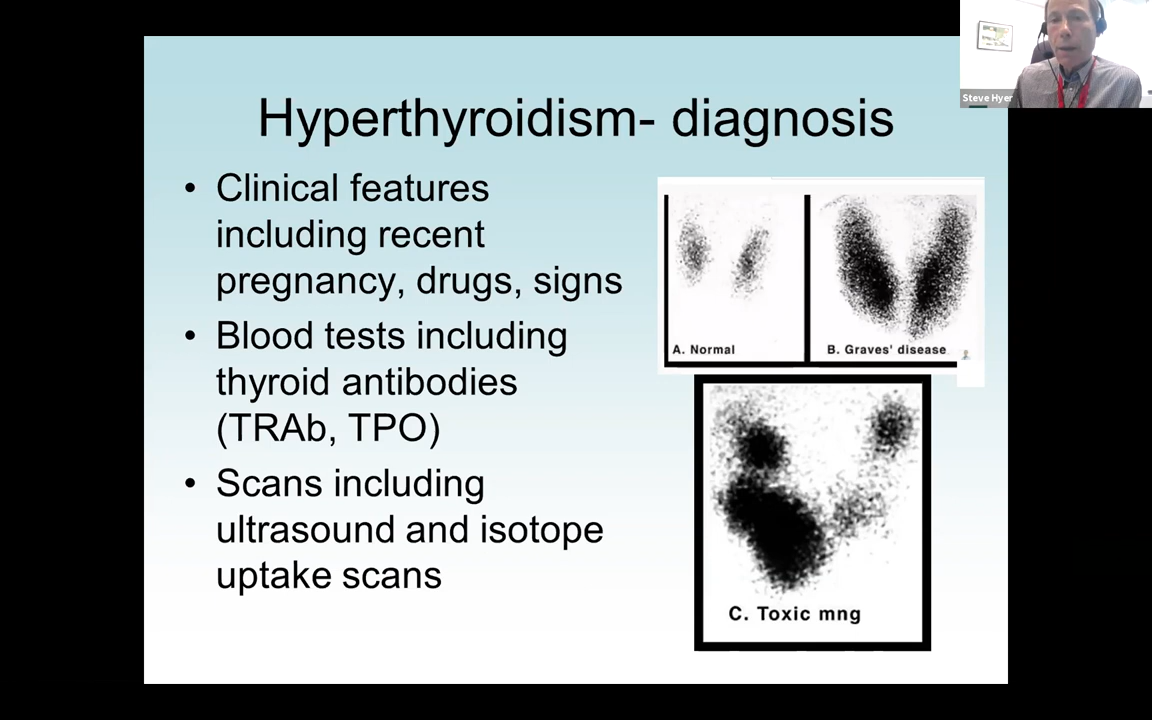 Steve Hyer
Hyperthyroidism- diagnosis
• Clinical features
including recent
pregnancy, drugs, signs
• Blood tests including
thyroid antibodies
(TRAb, TPO)
• Scans including
ultrasound and isotope
uptake scans
A. Normal
B. Graves' disease
C. Toxic mng